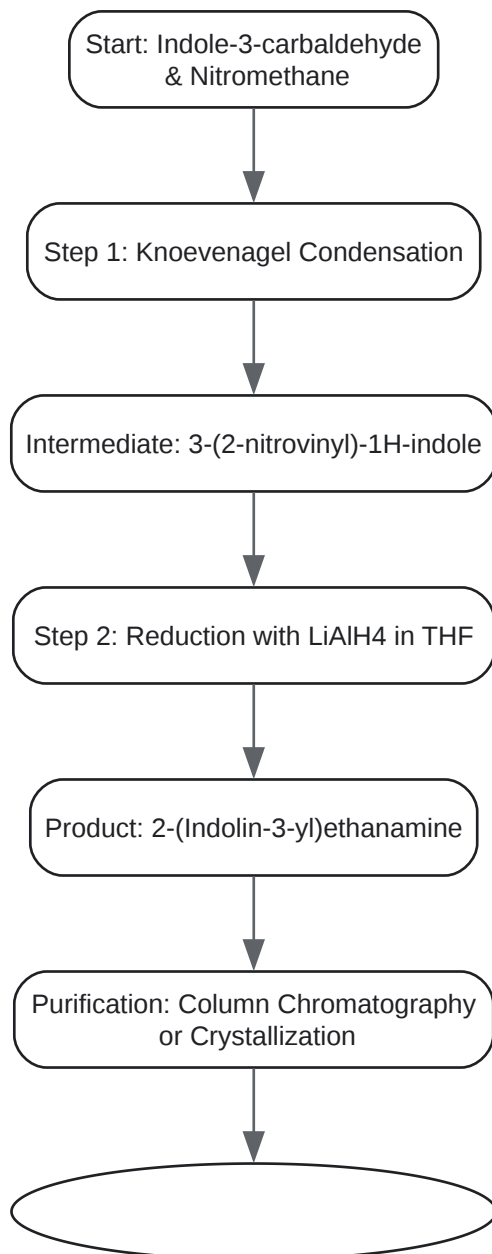 Start: Indole-3-carbaldehyde
& Nitromethane
Step 1: Knoevenagel Condensation
Intermediate: 3-(2-nitrovinyl)-1H-indole
Step 2: Reduction with LiAlH4 in THF
Product: 2-(Indolin-3-yl)ethanamine
Purification: Column Chromatography
or Crystallization